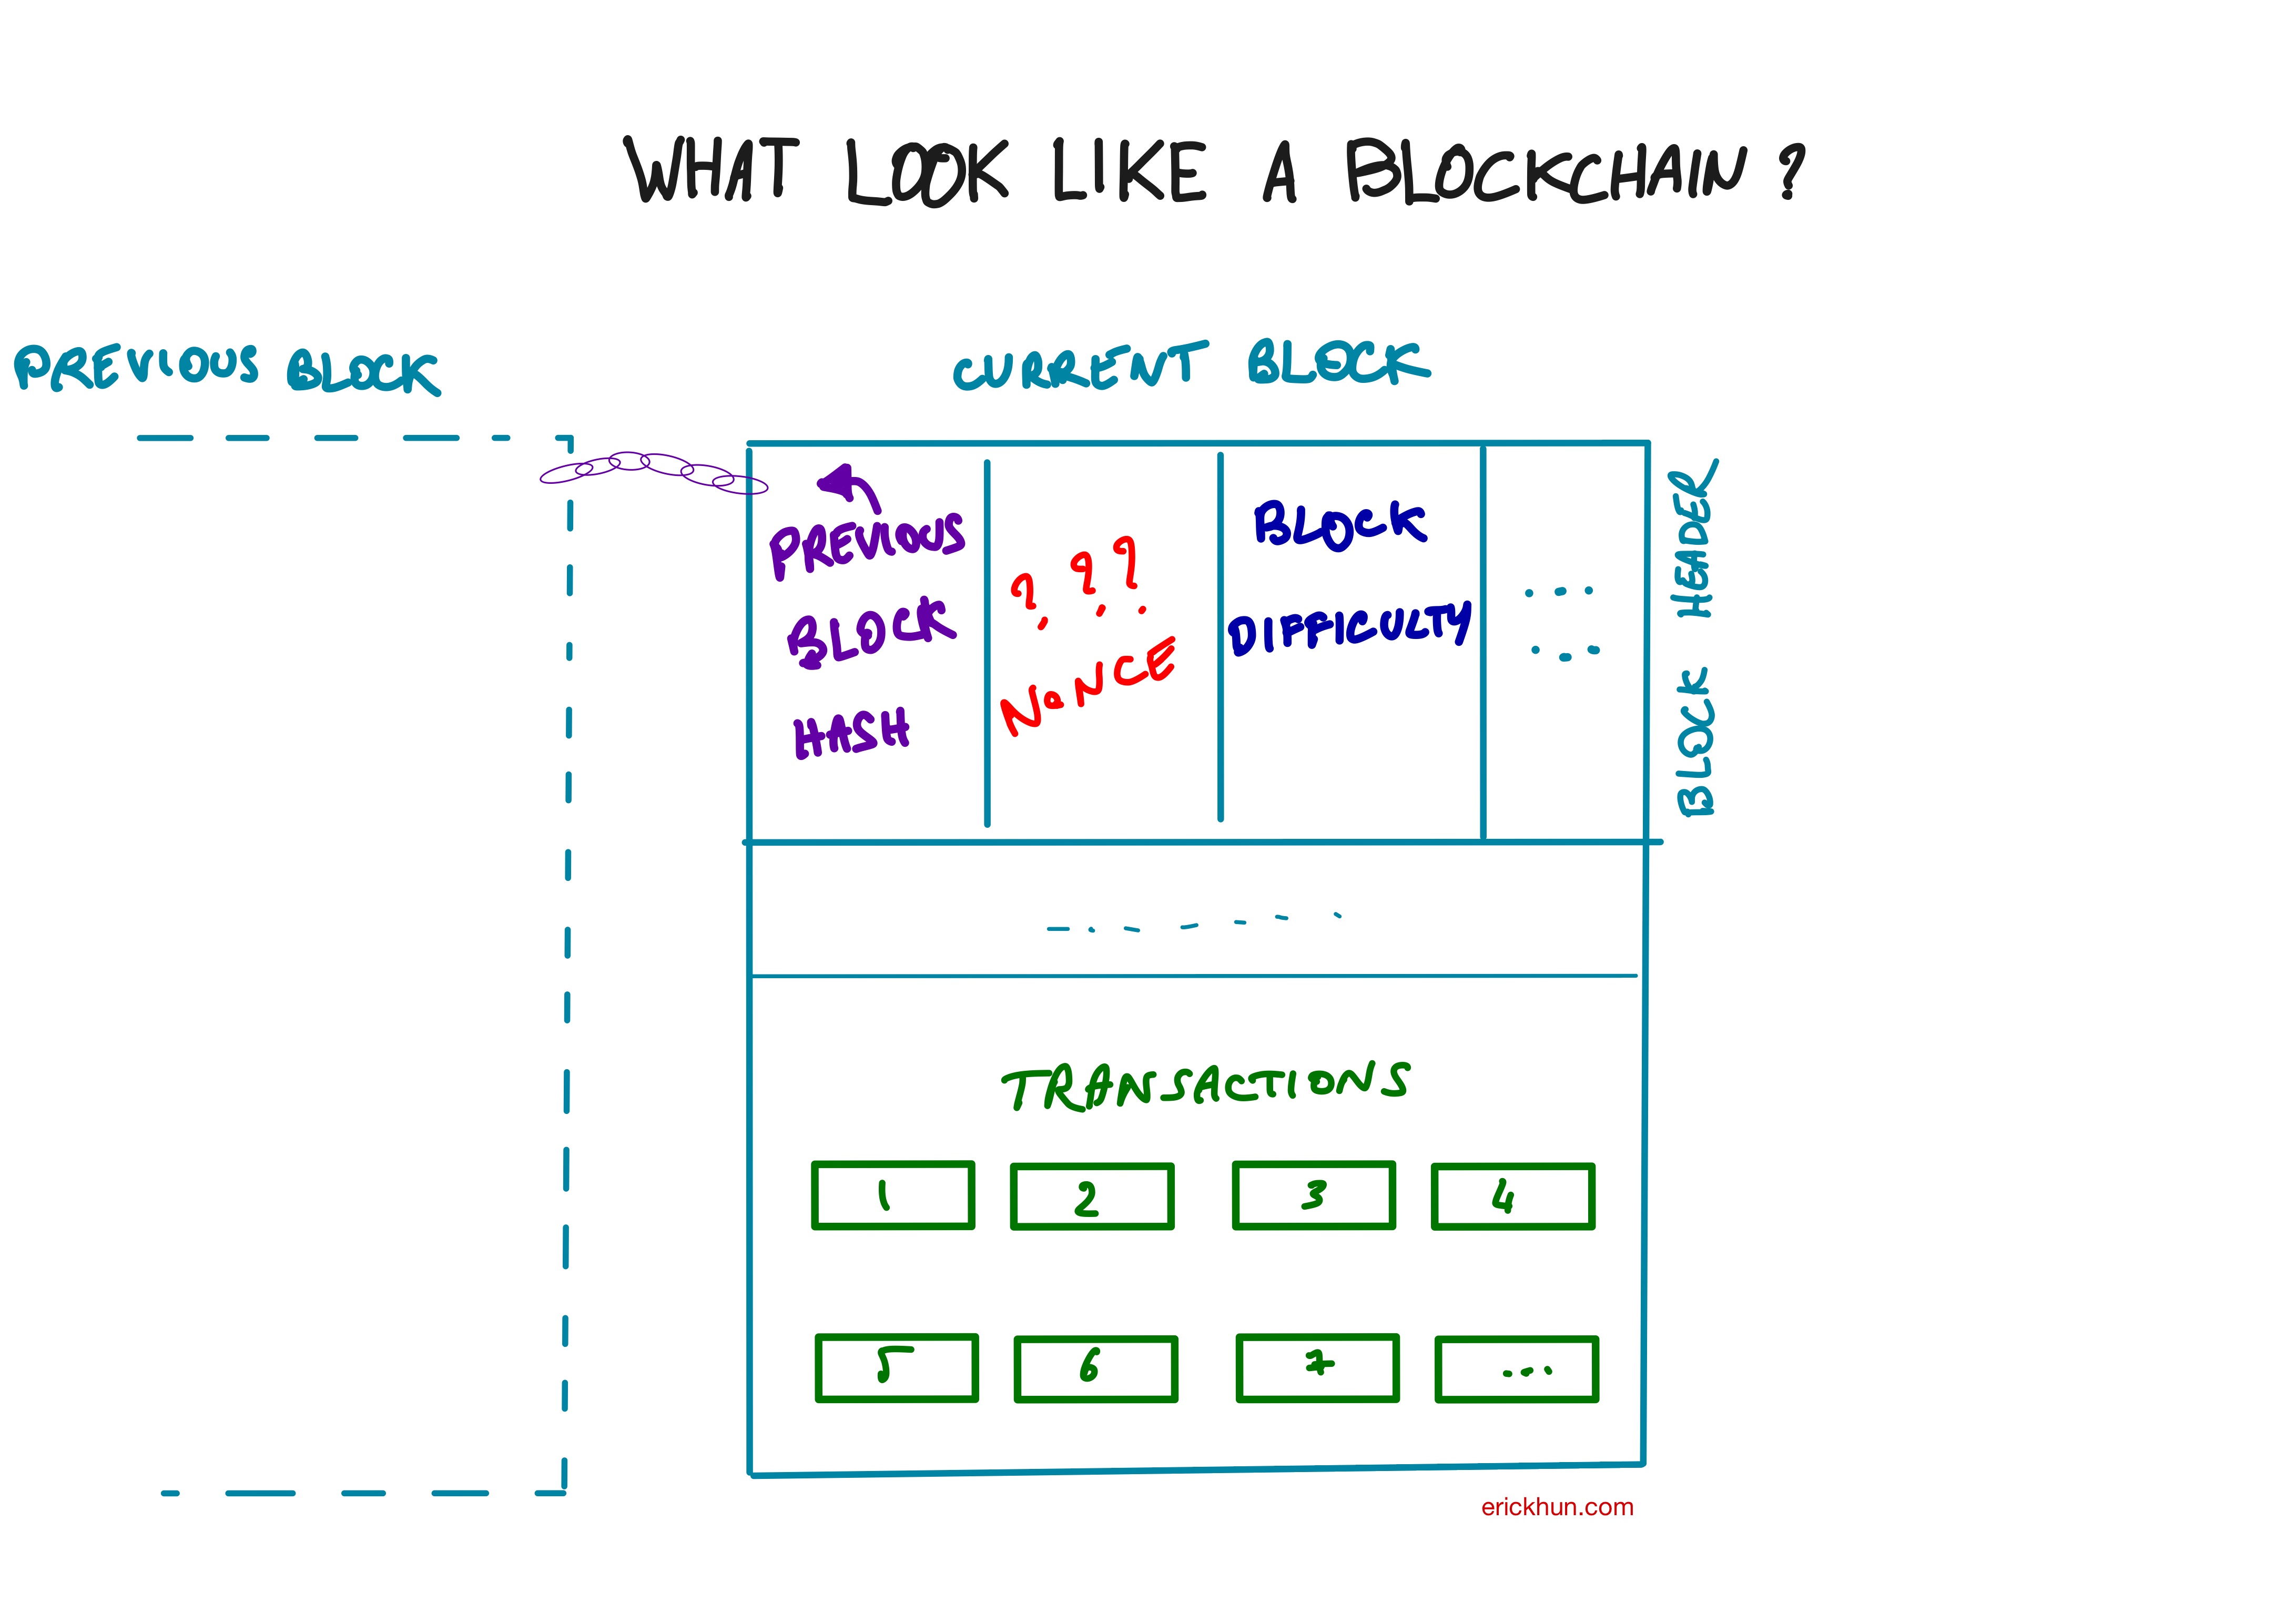 WHAT LOOK LIKE A BLOCKCHAIN ?
PREVIOUS BLOCK
CURRENT BLOCK
PREVIOUS
BLOCK
HASH
? ? ?
NONCE
BLOCK
DIFFICULTY
... ...
BLOCK HEADER
TRANSACTIONS
1 2 3 4
5 6 7 ...
erickhun.com